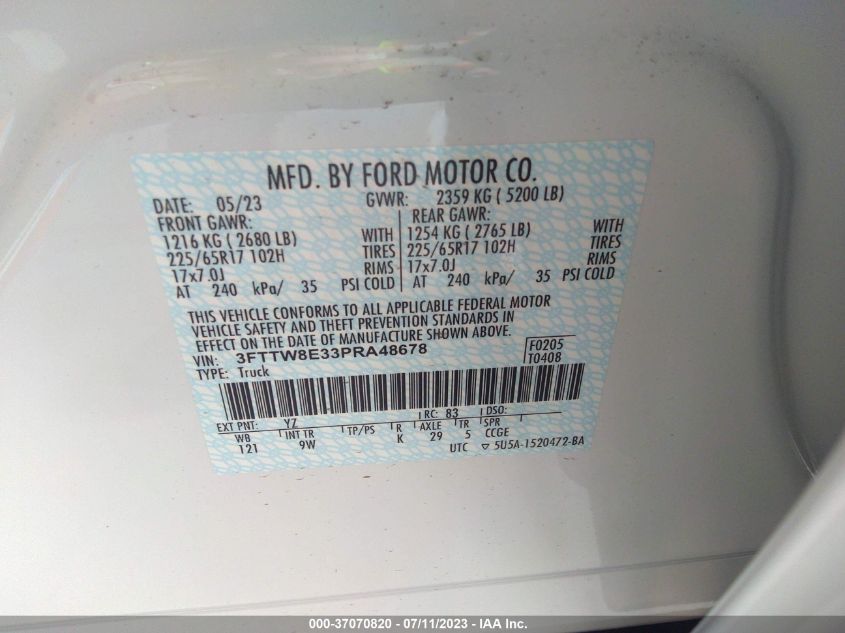 MFD. BY FORD MOTOR CO.
DATE: 05/23 GVWR: 2359 KG ( 5200 LB)
FRONT GAWR: REAR GAWR:
1216 KG ( 2680 LB) WITH 1254 KG ( 2765 LB) WITH
225/65R17 102H TIRES 225/65R17 102H TIRES
17x7.0J RIMS 17x7.0J RIMS
AT 240 kPa/ 35 PSI COLD AT 240 kPa/ 35 PSI COLD
THIS VEHICLE CONFORMS TO ALL APPLICABLE FEDERAL MOTOR
VEHICLE SAFETY AND THEFT PREVENTION STANDARDS IN
EFFECT ON THE DATE OF MANUFACTURE SHOWN ABOVE.
VIN: 3FTTW8E33PRA48678 F0205
TYPE: Truck T0408
EXT PNT: YZ RC: 83 DSO:
WB INT TR TP/PS R AXLE TR SPR
121 9W K 29 5 CCGE
UTC ▽ 5U5A-1520472-BA
000-37070820 - 07/11/2023 - IAA Inc.